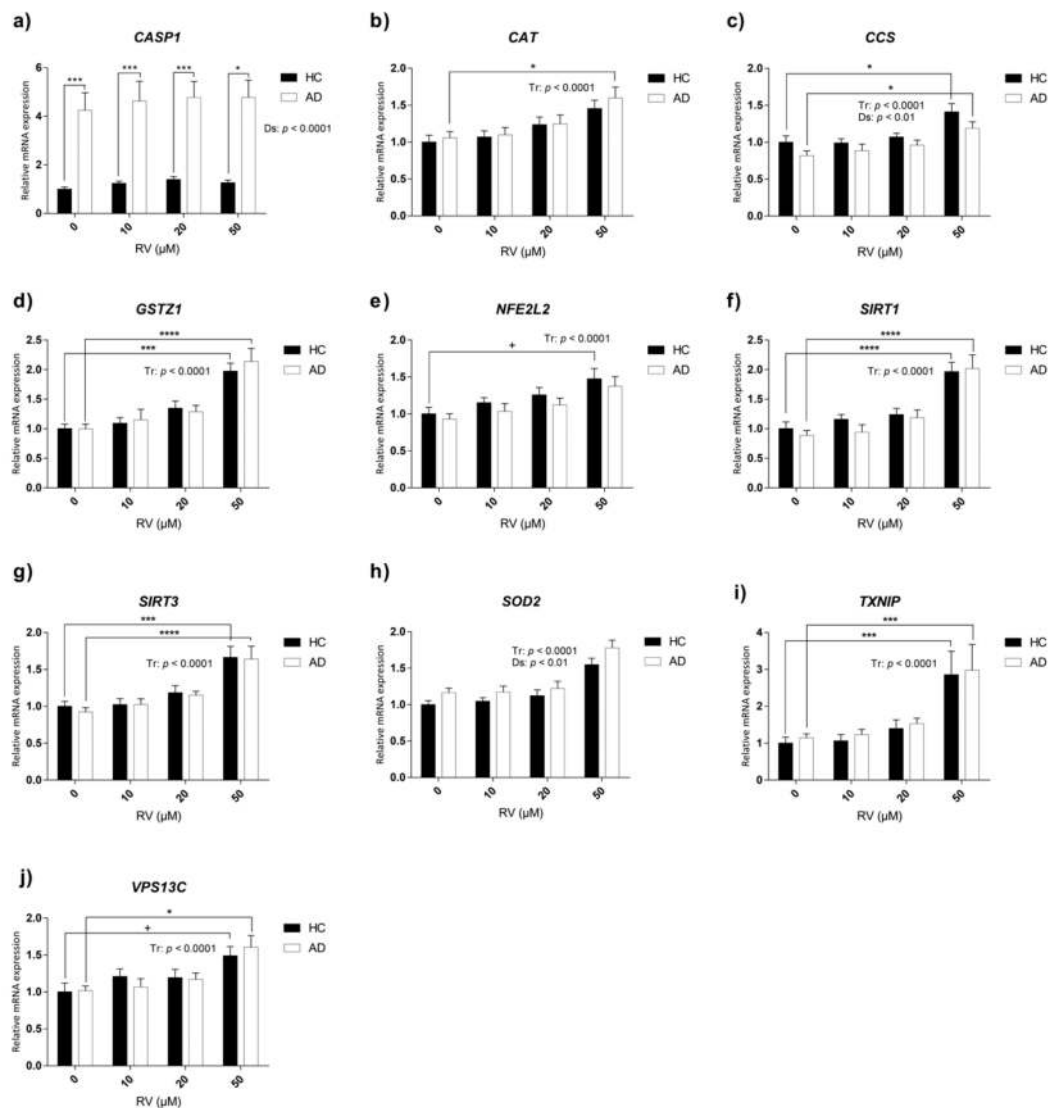 a)
CASP1
Relative mRNA expression
6
4
2
0
***
***
***
*
HC
AD
Ds: p < 0.0001
0
10
20
50
RV (µM)
b)
CAT
Relative mRNA expression
2.0
1.5
1.0
0.5
0.0
*
Tr: p < 0.0001
HC
AD
0
10
20
50
RV (µM)
c)
CCS
Relative mRNA expression
2.0
1.5
1.0
0.5
0.0
*
*
Tr: p < 0.0001
Ds: p < 0.01
HC
AD
0
10
20
50
RV (µM)
d)
GSTZ1
Relative mRNA expression
2.5
2.0
1.5
1.0
0.5
0.0
****
***
Tr: p < 0.0001
HC
AD
0
10
20
50
RV (µM)
e)
NFE2L2
Relative mRNA expression
2.0
1.5
1.0
0.5
0.0
+
Tr: p < 0.0001
HC
AD
0
10
20
50
RV (µM)
f)
SIRT1
Relative mRNA expression
2.5
2.0
1.5
1.0
0.5
0.0
****
****
Tr: p < 0.0001
HC
AD
0
10
20
50
RV (µM)
g)
SIRT3
Relative mRNA expression
2.0
1.5
1.0
0.5
0.0
***
****
Tr: p < 0.0001
HC
AD
0
10
20
50
RV (µM)
h)
SOD2
Relative mRNA expression
2.0
1.5
1.0
0.5
0.0
Tr: p < 0.0001
Ds: p < 0.01
HC
AD
0
10
20
50
RV (µM)
i)
TXNIP
Relative mRNA expression
4
3
2
1
0
***
***
Tr: p < 0.0001
HC
AD
0
10
20
50
RV (µM)
j)
VPS13C
Relative mRNA expression
2.0
1.5
1.0
0.5
0.0
*
+
Tr: p < 0.0001
HC
AD
0
10
20
50
RV (µM)